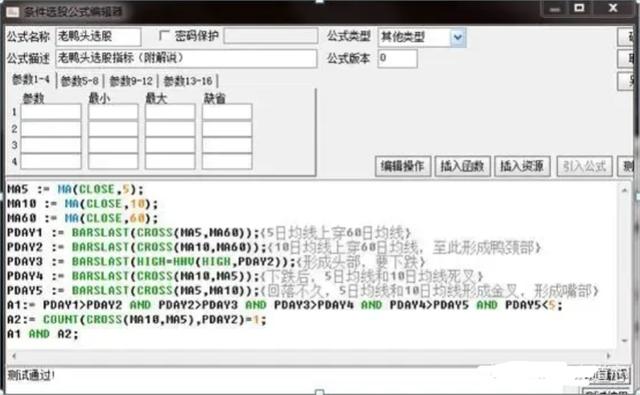 条件选股公式编辑器
公式名称 老鸭头选股 密码保护 公式类型 其他类型
公式描述 老鸭头选股指标（附解说） 公式版本 0
参数1-4 参数5-8 参数9-12 参数13-16
参数 最小 最大 缺省
1
2
3
4
编辑操作 插入函数 插入资源 引入公式
MA5 := MA(CLOSE,5);
MA10 := MA(CLOSE,10);
MA60 := MA(CLOSE,60);
PDAY1 := BARSLAST(CROSS(MA5,MA60));{5日均线上穿60日均线}
PDAY2 := BARSLAST(CROSS(MA10,MA60));{10日均线上穿60日均线，至此形成鸭颈部}
PDAY3 := BARSLAST(HIGH=HHV(HIGH,PDAY2));{形成头部，要下跌}
PDAY4 := BARSLAST(CROSS(MA10,MA5));{下跌后，5日均线和10日均线死叉}
PDAY5 := BARSLAST(CROSS(MA5,MA10));{回落不久，5日均线和10日均线形成金叉，形成嘴部}
A1:= PDAY1>PDAY2 AND PDAY2>PDAY3 AND PDAY3>PDAY4 AND PDAY4>PDAY5 AND PDAY5<5;
A2:= COUNT(CROSS(MA10,MA5),PDAY2)=1;
A1 AND A2;
测试通过!